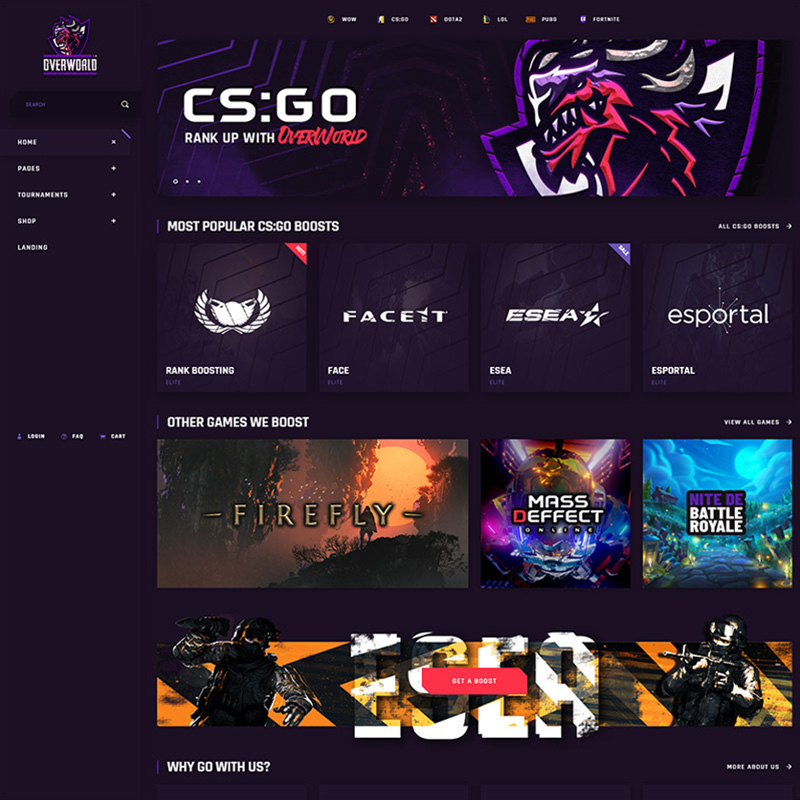 WOW
CS:GO
DOTA2
LOL
PUBG
FORTNITE
OVERWORLD
SEARCH
HOME
PAGES
TOURNAMENTS
SHOP
LANDING
LOGIN
FAQ
CART
CS:GO
RANK UP WITH OVERWORLD
MOST POPULAR CS:GO BOOSTS
ALL CS:GO BOOSTS
HOT
RANK BOOSTING
ELITE
FACEIT
FACE
ELITE
SALE
ESEA
ESEA
ELITE
esportal
ESPORTAL
ELITE
OTHER GAMES WE BOOST
VIEW ALL GAMES
FIREFLY
MASS
DEFFECT
ONLINE
NITE DE
BATTLE
ROYALE
ESEA
GET A BOOST
WHY GO WITH US?
MORE ABOUT US